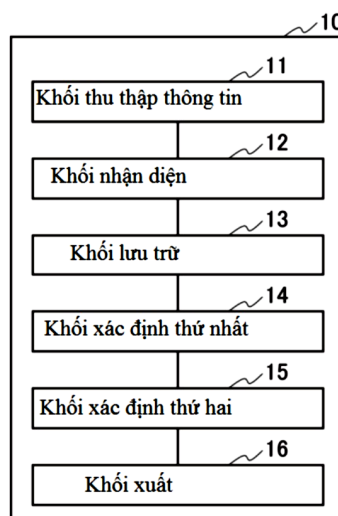 10
11
Khối thu thập thông tin
12
Khối nhận diện
13
Khối lưu trữ
14
Khối xác định thứ nhất
15
Khối xác định thứ hai
16
Khối xuất